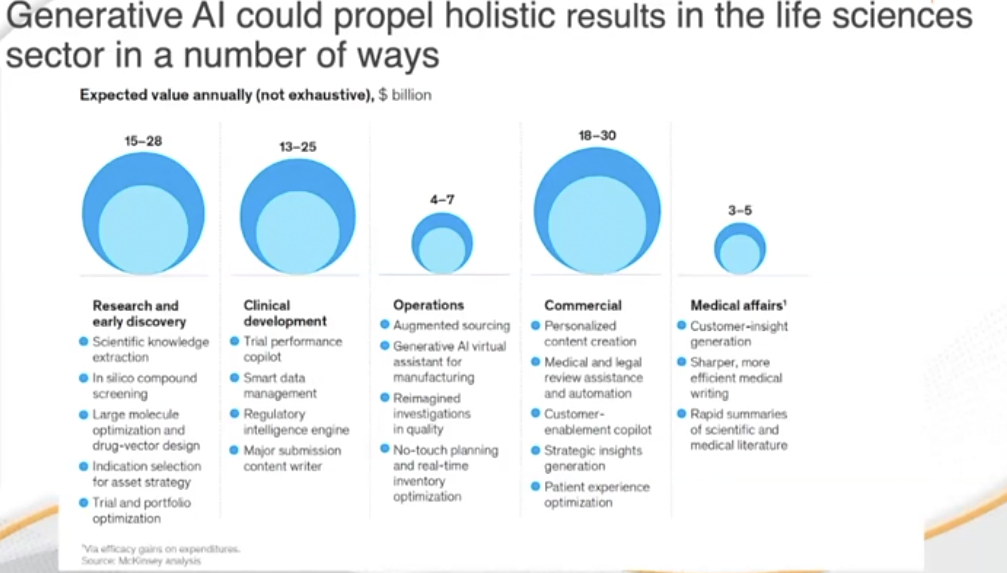 Generative AI could propel holistic results in the life sciences
sector in a number of ways
Expected value annually (not exhaustive), $ billion
15–28
13–25
4–7
18–30
3–5
Research and
early discovery
Scientific knowledge
extraction
In silico compound
screening
Large molecule
optimization and
drug-vector design
Indication selection
for asset strategy
Trial and portfolio
optimization
Clinical
development
Trial performance
copilot
Smart data
management
Regulatory
intelligence engine
Major submission
content writer
Operations
Augmented sourcing
Generative AI virtual
assistant for
manufacturing
Reimagined
investigations
in quality
No-touch planning
and real-time
inventory
optimization
Commercial
Personalized
content creation
Medical and legal
review assistance
and automation
Customer-
enablement copilot
Strategic insights
generation
Patient experience
optimization
Medical affairs¹
Customer-insight
generation
Sharper, more
efficient medical
writing
Rapid summaries
of scientific and
medical literature
¹Via efficacy gains on expenditures.
Source: McKinsey analysis